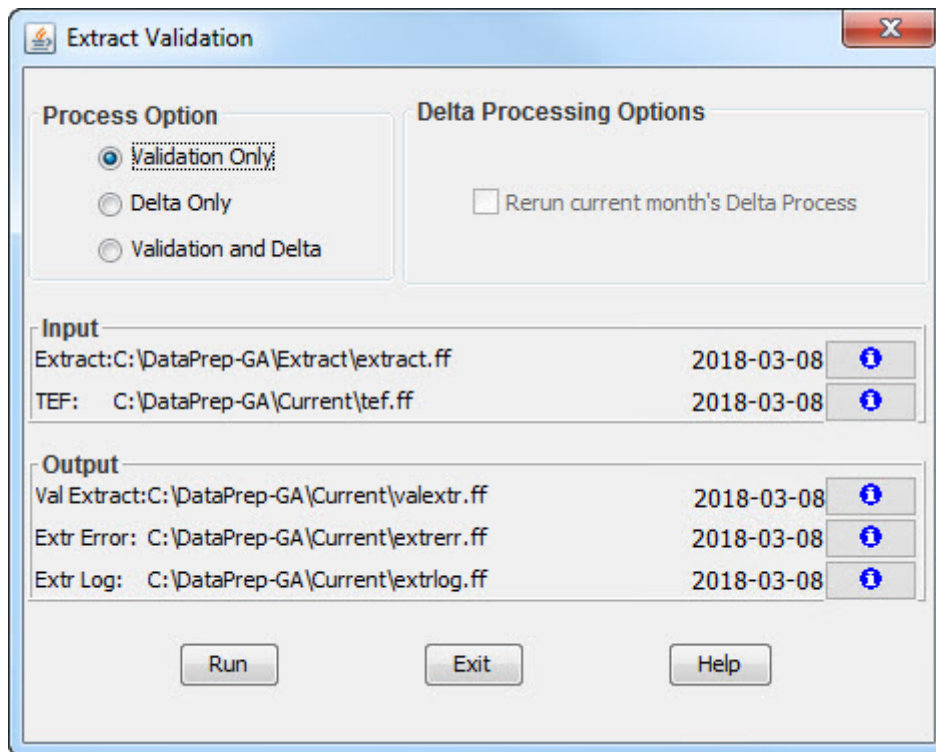 Extract Validation
Process Option
Validation Only
Delta Only
Validation and Delta
Delta Processing Options
Rerun current month's Delta Process
Input
Extract:C:\DataPrep-GA\Extract\extract.ff 2018-03-08
TEF: C:\DataPrep-GA\Current\tef.ff 2018-03-08
Output
Val Extract:C:\DataPrep-GA\Current\valextr.ff 2018-03-08
Extr Error: C:\DataPrep-GA\Current\extrerr.ff 2018-03-08
Extr Log: C:\DataPrep-GA\Current\extrlog.ff 2018-03-08
Run Exit Help